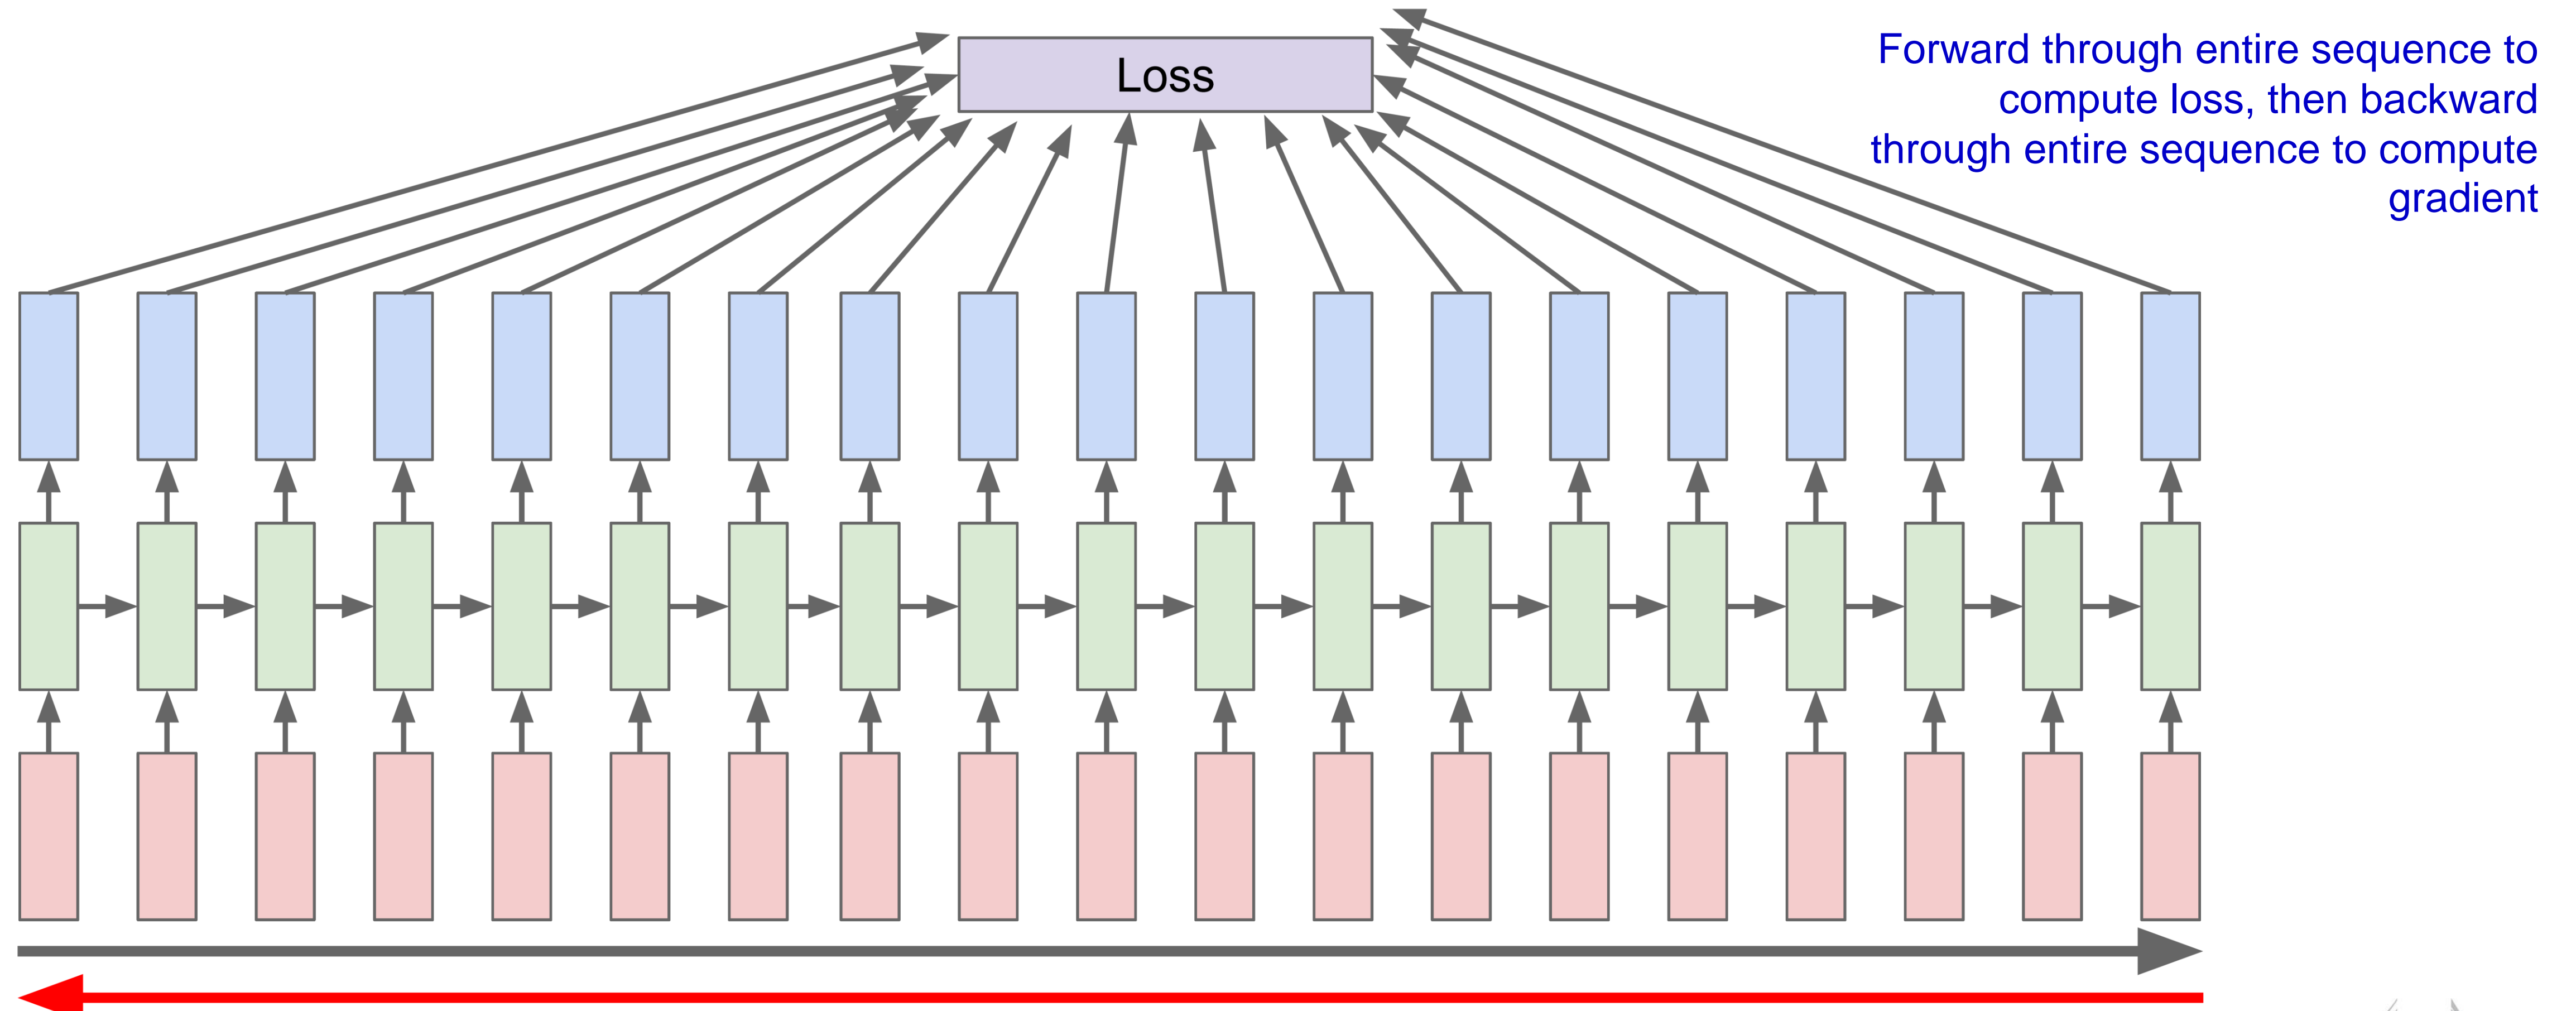 Loss
Forward through entire sequence to
compute loss, then backward
through entire sequence to compute
gradient